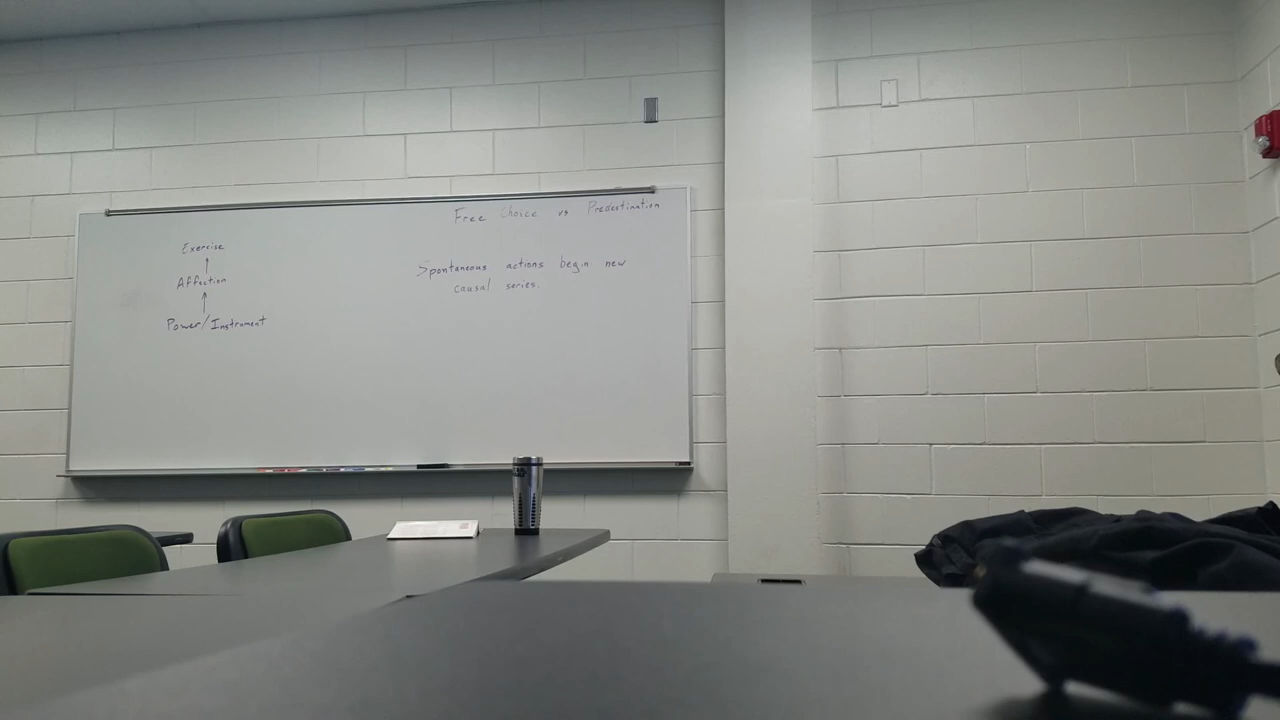 Free Choice vs Predestination
Exercise
↑
Affection
↑
Power/Instrument
Spontaneous actions begin new
causal series.